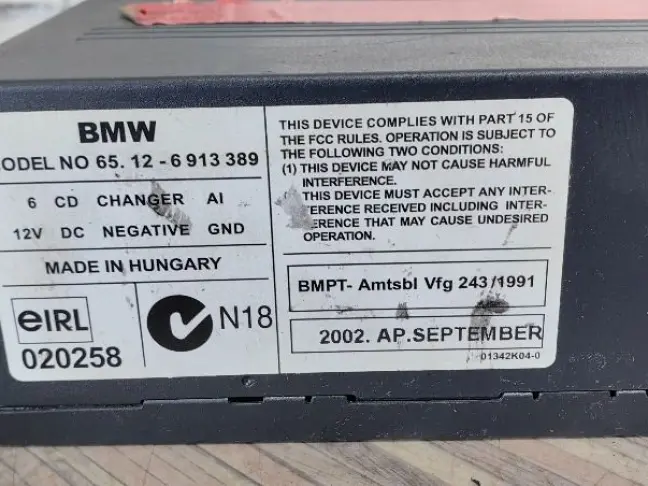 BMW
ODEL NO 65. 12 - 6 913 389
6 CD CHANGER AI
12V DC NEGATIVE GND
MADE IN HUNGARY
eIRL
020258
N18
THIS DEVICE COMPLIES WITH PART 15 OF
THE FCC RULES. OPERATION IS SUBJECT TO
THE FOLLOWING TWO CONDITIONS:
(1) THIS DEVICE MAY NOT CAUSE HARMFUL
INTERFERENCE.
THIS DEVICE MUST ACCEPT ANY INTER-
FERENCE RECEIVED INCLUDING INTER-
FERENCE THAT MAY CAUSE UNDESIRED
OPERATION.
BMPT- Amtsbl Vfg 243/1991
2002. AP.SEPTEMBER
01342K04-0